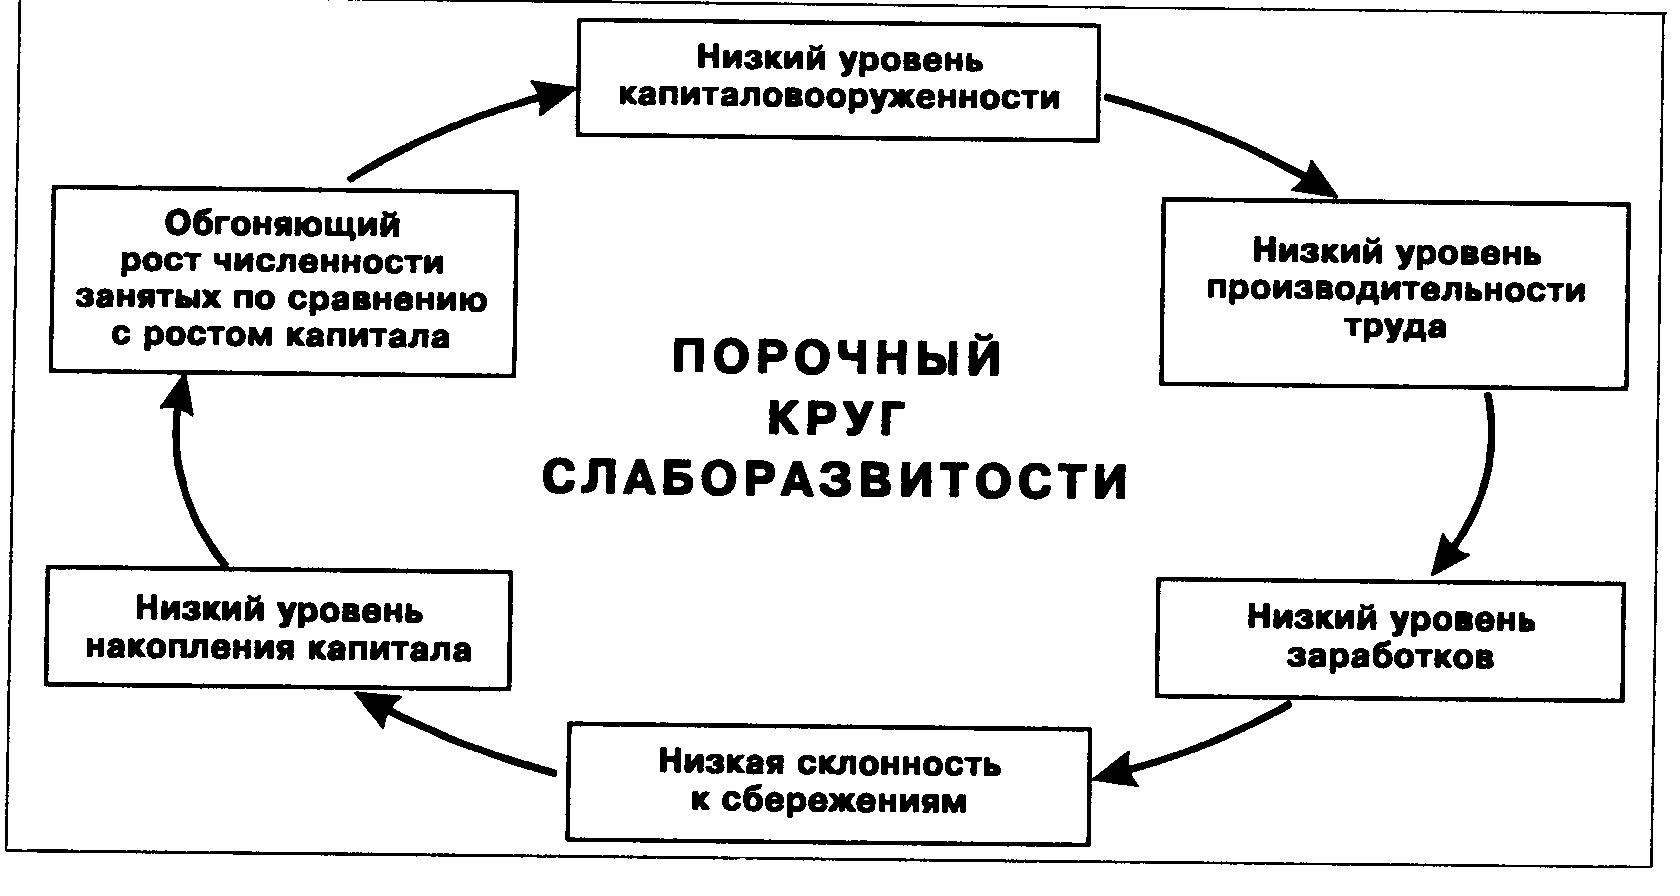 Низкий уровень
капиталовооруженности
Обгоняющий
рост численности
занятых по сравнению
с ростом капитала
Низкий уровень
производительности
труда
ПОРОЧНЫЙ
КРУГ
СЛАБОРАЗВИТОСТИ
Низкий уровень
накопления капитала
Низкий уровень
заработков
Низкая склонность
к сбережениям